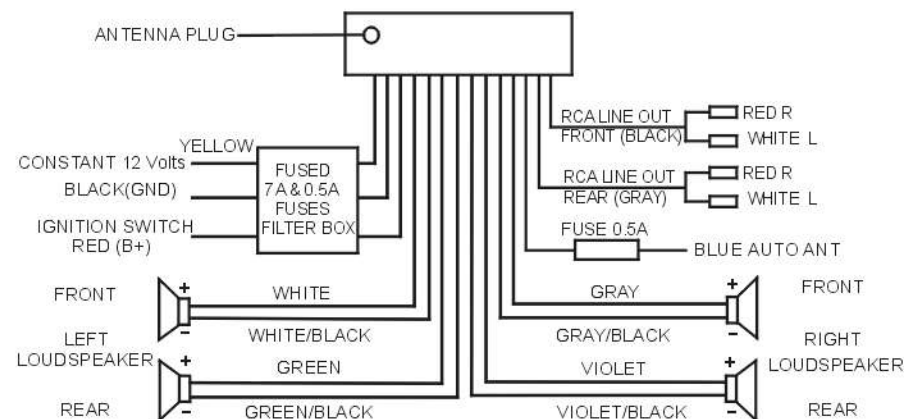 ANTENNA PLUG
YELLOW
CONSTANT 12 Volts
BLACK(GND)
IGNITION SWITCH
RED (B+)
FUSED
7A & 0.5A
FUSES
FILTER BOX
RCA LINE OUT
FRONT (BLACK)
RED R
WHITE L
RCA LINE OUT
REAR (GRAY)
RED R
WHITE L
FUSE 0.5A
BLUE AUTO ANT
FRONT
LEFT
LOUDSPEAKER
REAR
+
-
+
-
WHITE
WHITE/BLACK
GREEN
GREEN/BLACK
GRAY
GRAY/BLACK
VIOLET
VIOLET/BLACK
+
-
+
-
FRONT
RIGHT
LOUDSPEAKER
REAR